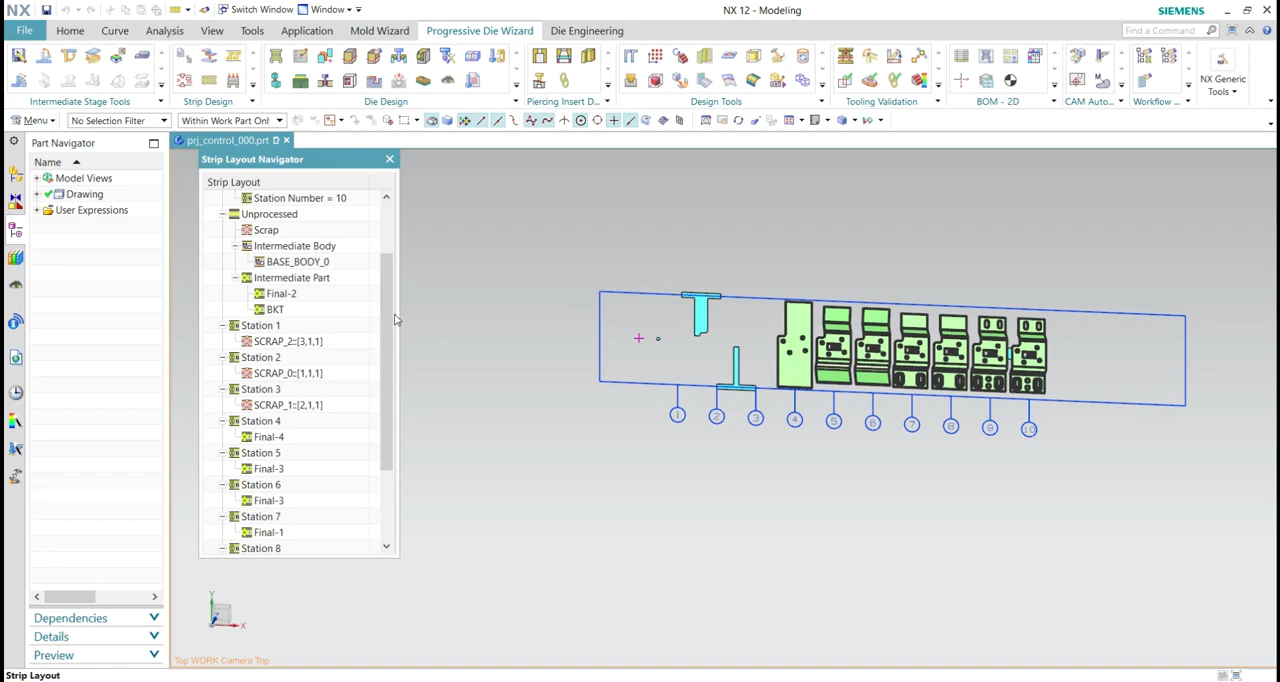 NX
Switch Window
Window
NX 12 - Modeling
SIEMENS
File
Home
Curve
Analysis
View
Tools
Application
Mold Wizard
Progressive Die Wizard
Die Engineering
Find a Command
NX Generic
Tools
Intermediate Stage Tools
Strip Design
Die Design
Piercing Insert D...
Design Tools
Tooling Validation
BOM - 2D
CAM Auto...
Workflow ...
Menu
No Selection Filter
Within Work Part Only
Part Navigator
Name
Model Views
Drawing
User Expressions
Dependencies
Details
Preview
prj_control_000.prt
Strip Layout Navigator
Strip Layout
Station Number = 10
Unprocessed
Scrap
Intermediate Body
BASE_BODY_0
Intermediate Part
Final-2
BKT
Station 1
SCRAP_2::[3,1,1]
Station 2
SCRAP_0::[1,1,1]
Station 3
SCRAP_1::[2,1,1]
Station 4
Final-4
Station 5
Final-3
Station 6
Final-3
Station 7
Final-1
Station 8
1
2
3
4
5
6
7
8
9
10
Y
Z
X
Top WORK Camera Top
Strip Layout